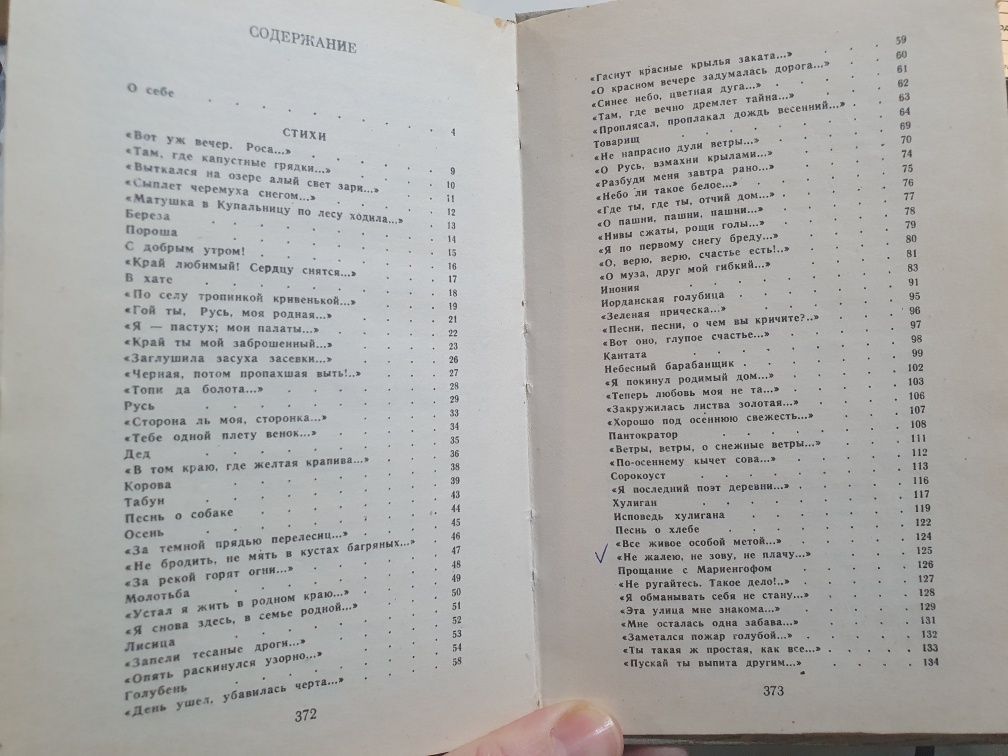 СОДЕРЖАНИЕ
О себе . . . . . . 4
СТИХИ
«Вот уж вечер. Роса...» . . . . 9
«Там, где капустные грядки...» . . . 10
«Выткался на озере алый свет зари...» . . 11
«Сыплет черемуха снегом...» . . . 12
«Матушка в Купальницу по лесу ходила...» . 13
Береза . . . . . . 14
Пороша . . . . . . 15
С добрым утром! . . . . . 16
«Край любимый! Сердцу снятся...» . . . 17
В хате . . . . . . 18
«По селу тропинкой кривенькой...» . . . 19
«Гой ты, Русь, моя родная...» . . . 21
«Я — пастух; мои палаты...» . . . 22
«Край ты мой заброшенный...» . . . 23
«Заглушила засуха засевки...» . . . 26
«Черная, потом пропахшая выть!..» . . 27
«Топи да болота...» . . . . 28
Русь . . . . . . 29
«Сторона ль моя, сторонка...» . . . 33
«Тебе одной плету венок...» . . . 34
Дед . . . . . . 35
«В том краю, где желтая крапива...» . . 36
Корова . . . . . . 38
Табун . . . . . . 39
Песнь о собаке . . . . . 43
Осень . . . . . . 44
«За темной прядью перелесиц...» . . . 45
«Не бродить, не мять в кустах багряных...» . 46
«За рекой горят огни...» . . . . 47
Молотьба . . . . . . 48
«Устал я жить в родном краю...» . . . 49
«Я снова здесь, в семье родной...» . . . 50
Лисица . . . . . . 51
«Запели тесаные дроги...» . . . . 52
«Опять раскинулся узорно...» . . . 53
Голубень . . . . . . 54
«День ушел, убавилась черта...» . . . 58
372
«Гаснут красные крылья заката...» . . . 59
«О красном вечере задумалась дорога...» . . 60
«Синее небо, цветная дуга...» . . . 61
«Там, где вечно дремлет тайна...» . . . 62
«Проплясал, проплакал дождь весенний...» . . 63
Товарищ . . . . . . 64
«Не напрасно дули ветры...» . . . 69
«О Русь, взмахни крылами...» . . . 70
«Разбуди меня завтра рано...» . . . 74
«Небо ли такое белое...» . . . . 75
«Где ты, где ты, отчий дом...» . . . 76
«О пашни, пашни, пашни...» . . . 77
«Нивы сжаты, рощи голы...» . . . 78
«Я по первому снегу бреду...» . . . 79
«О, верю, верю, счастье есть!..» . . . 80
«О муза, друг мой гибкий...» . . . 81
Инония . . . . . . 83
Иорданская голубица . . . . . 91
«Зеленая прическа...» . . . . 95
«Песни, песни, о чем вы кричите?..» . . 96
«Вот оно, глупое счастье...» . . . 97
Кантата . . . . . . 98
Небесный барабанщик . . . . . 99
«Я покинул родимый дом...» . . . 102
«Теперь любовь моя не та...» . . . 103
«Закружилась листва золотая...» . . . 106
«Хорошо под осеннюю свежесть...» . . . 107
Пантократор . . . . . . 108
«Ветры, ветры, о снежные ветры...» . . 111
«По-осеннему кычет сова...» . . . 112
Сорокоуст . . . . . . 113
«Я последний поэт деревни...» . . . 116
Хулиган . . . . . . 117
Исповедь хулигана . . . . . 119
Песнь о хлебе . . . . . 122
«Все живое особой метой...» . . . 124
«Не жалею, не зову, не плачу...» . . . 125
Прощание с Мариенгофом . . . . 126
«Не ругайтесь. Такое дело!..» . . . 127
«Я обманывать себя не стану...» . . . 128
«Эта улица мне знакома...» . . . 129
«Мне осталась одна забава...» . . . 131
«Заметался пожар голубой...» . . . 132
«Ты такая ж простая, как все...» . . . 133
«Пускай ты выпита другим...» . . . 134
373